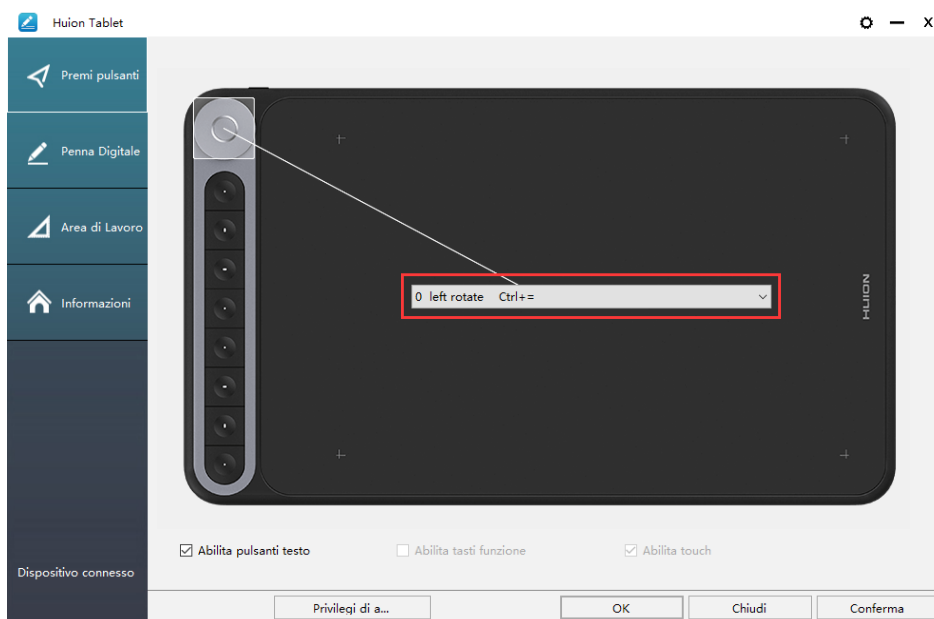 Huion Tablet
Premi pulsanti
Penna Digitale
Area di Lavoro
Informazioni
0 left rotate Ctrl+=
HUION
Abilita pulsanti testo
Abilita tasti funzione
Abilita touch
Dispositivo connesso
Privilegi di a...
OK
Chiudi
Conferma